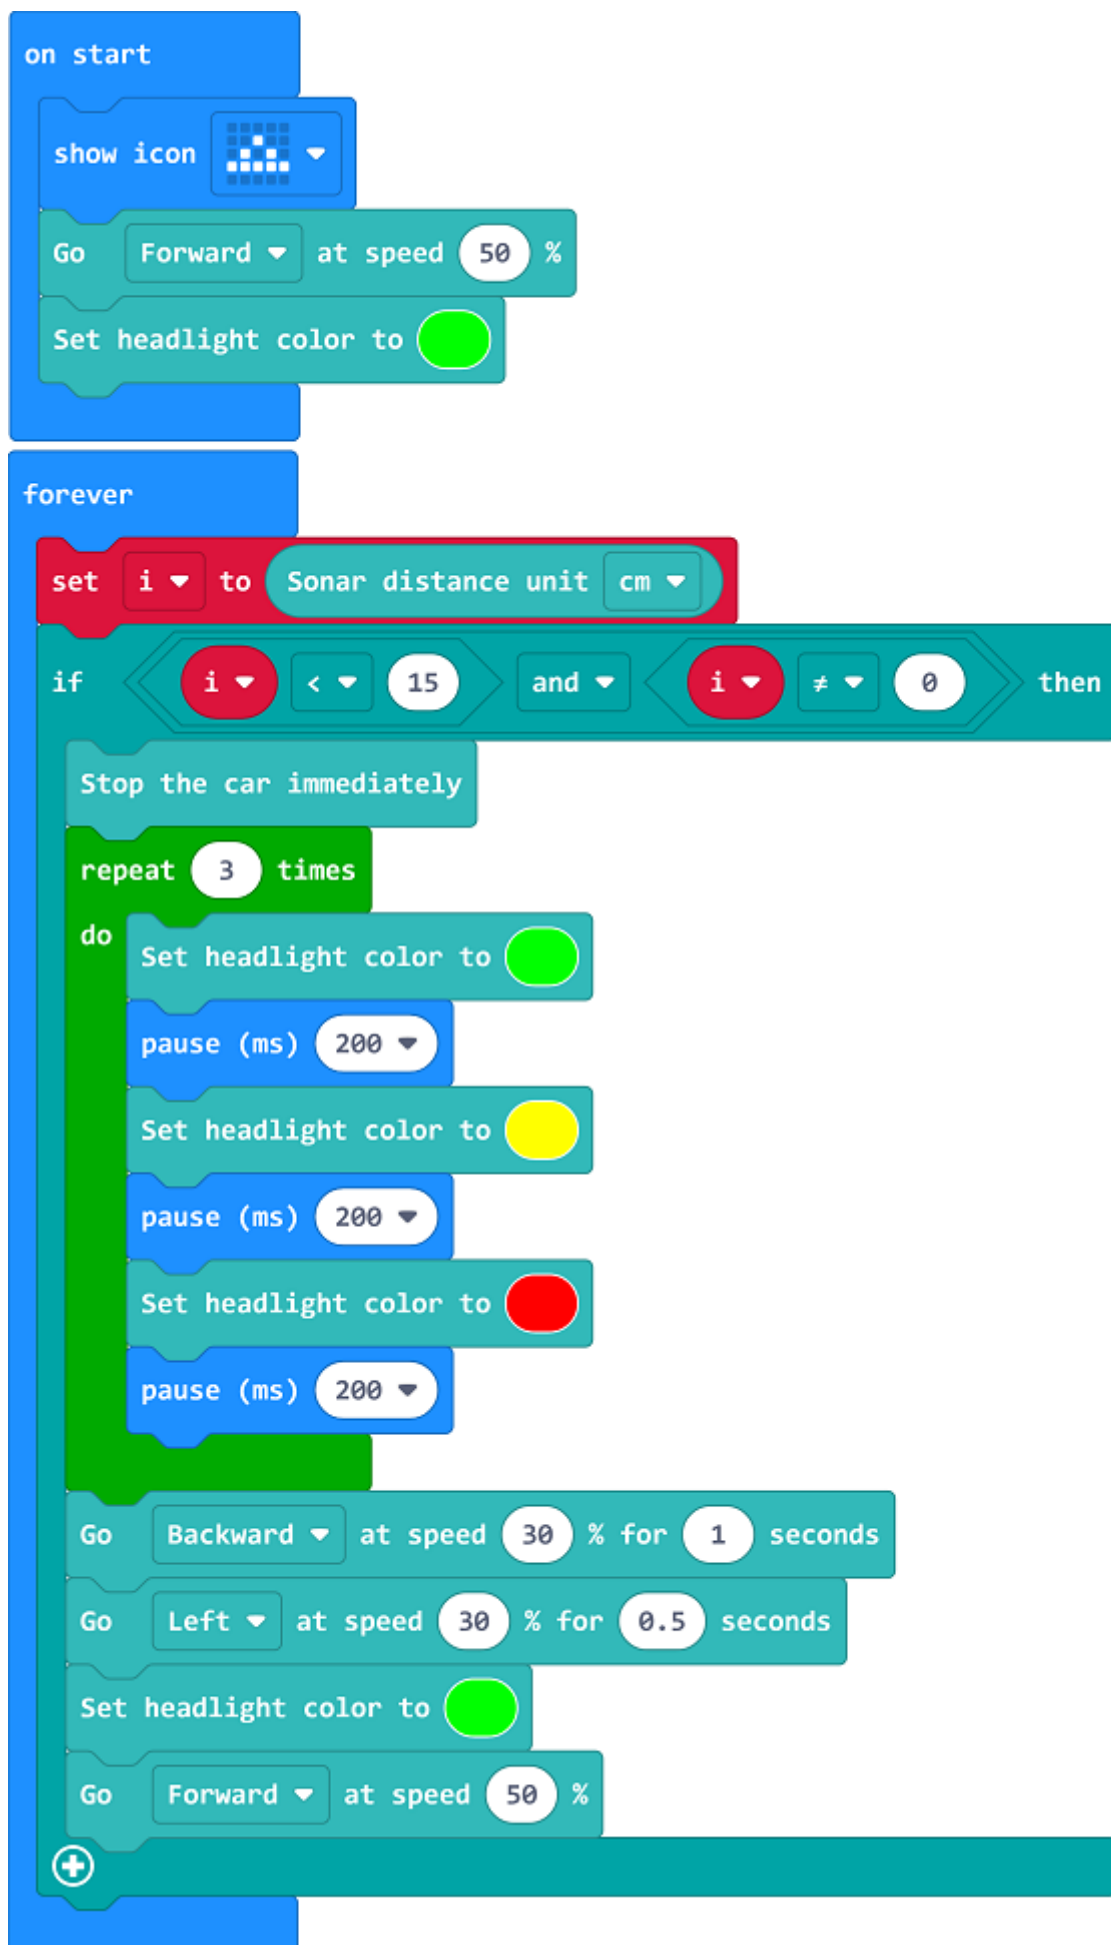 on start
show icon
Go Forward at speed 50 %
Set headlight color to
forever
set i to Sonar distance unit cm
if i < 15 and i ≠ 0 then
Stop the car immediately
repeat 3 times
do
Set headlight color to
pause (ms) 200
Set headlight color to
pause (ms) 200
Set headlight color to
pause (ms) 200
Go Backward at speed 30 % for 1 seconds
Go Left at speed 30 % for 0.5 seconds
Set headlight color to
Go Forward at speed 50 %